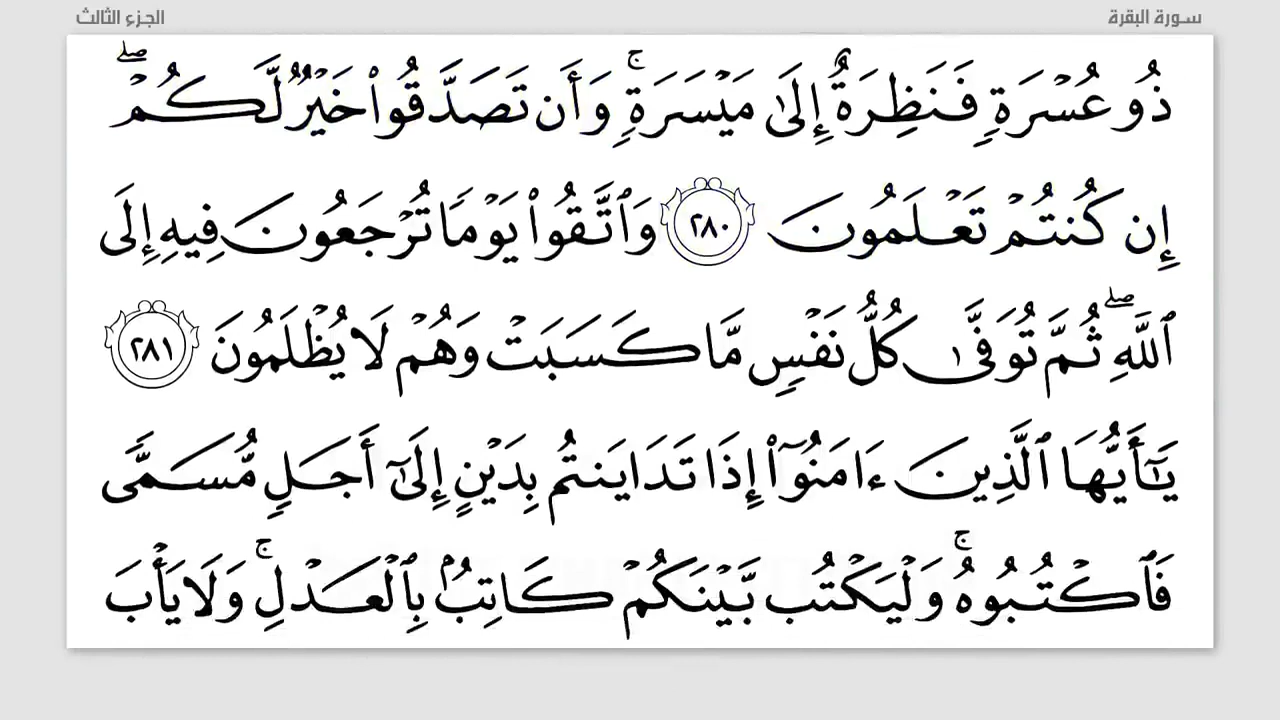 سورة البقرة
الجزء الثالث
ذُو عُسْرَةٍ فَنَظِرَةٌ إِلَىٰ مَيْسَرَةٍ ۚ وَأَن تَصَدَّقُوا۟ خَيْرٌ لَّكُمْ ۖ
إِن كُنتُمْ تَعْلَمُونَ ٢٨٠ وَٱتَّقُوا۟ يَوْمًا تُرْجَعُونَ فِيهِ إِلَى
ٱللَّهِ ۖ ثُمَّ تُوَفَّىٰ كُلُّ نَفْسٍ مَّا كَسَبَتْ وَهُمْ لَا يُظْلَمُونَ ٢٨١
يَـٰٓأَيُّهَا ٱلَّذِينَ ءَامَنُوٓا۟ إِذَا تَدَايَنتُم بِدَيْنٍ إِلَىٰٓ أَجَلٍ مُّسَمًّى
فَٱكْتُبُوهُ ۚ وَلْيَكْتُب بَّيْنَكُمْ كَاتِبٌۢ بِٱلْعَدْلِ ۚ وَلَا يَأْبَ